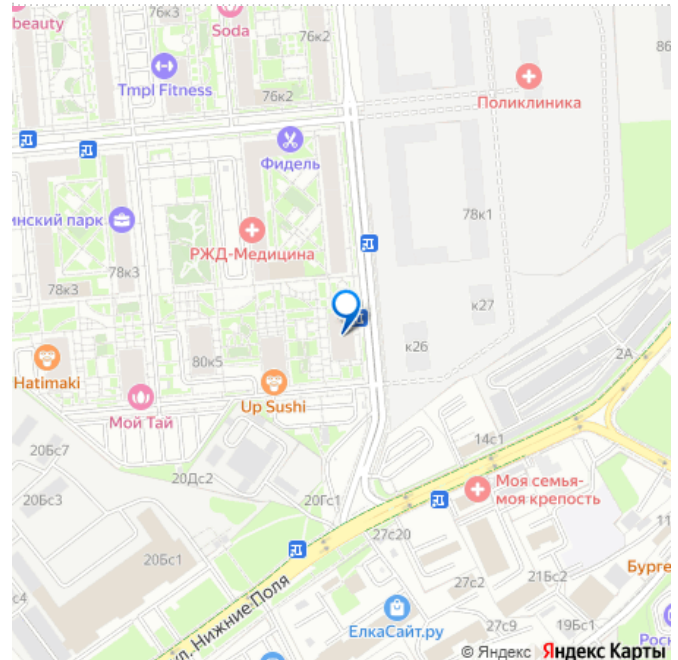 beauty
76к3
Soda
76к2
86
Tmpl Fitness
76к2
Поликлиника
Фидель
инский парк
78к1
РЖД-Медицина
78к3
78к3
к27
к26
2А
Hatimaki
80к5
Up Sushi
Мой Тай
14с1
20Бс7
20Дс2
Моя семья-
моя крепость
20Бс3
20Гс1
27с20
11
20Бс1
ул. Нижние Поля
21Бс2
Бурге
27с2
с4
ЕлкаСайт.ру
27с9
19Бс1
Росн
© Яндекс Яндекс Карты